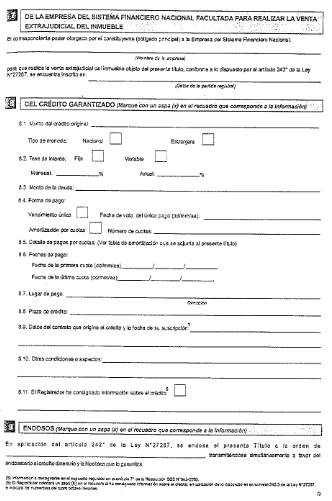 DE LA EMPRESA DEL SISTEMA FINANCIERO NACIONAL FACULTADA PARA REALIZAR LA VENTA
EXTRAJUDICIAL DEL INMUEBLE
El correspondiente poder otorgado por el constituyente (obligado principal) a la Empresa del Sistema Financiero Nacional:
(Nombre de la empresa)
para que realice la venta extrajudicial del inmueble objeto del presente título, conforme a lo dispuesto por el artículo 243° de la Ley
N°27287, se encuentra inscrito en:
(Datos de la partida registral)
8 DEL CRÉDITO GARANTIZADO (Marque con un aspa (x) en el recuadro que corresponde a la información)
8.1. Monto del crédito original:
Tipo de moneda: Nacional Extranjera
8.2. Tasa de interés: Fija Variable
Mensual: % Anual: %
8.3. Monto de la deuda:
8.4. Forma de pago:
Vencimiento único Fecha de vcto. del único pago (dd/mm/aa):
Amortización por cuotas Número de cuotas:
8.5. Detalle de pagos por cuotas: (Ver tabla de amortización que se adjunta al presente título)
8.6. Fechas de pago:
Fecha de la primera cuota (dd/mm/aa) / /
Fecha de la última cuota (dd/mm/aa) / /
8.7. Lugar de pago:
Dirección
8.8. Plazo de crédito:
8.9. Datos del contrato que origina el crédito y la fecha de su suscripción:
8.10. Otras condiciones o aspectos:
8.11. El Registrador ha consignado información sobre el crédito
ENDOSOS (Marque con un aspa (x) en el recuadro que corresponde a la información)
En aplicación del artículo 242° de la Ley N°27287, se endosa el presente Título a la orden de
transmitiéndose simultáneamente a favor del
endosatario el crédito dinerario y la hipoteca que lo garantiza.